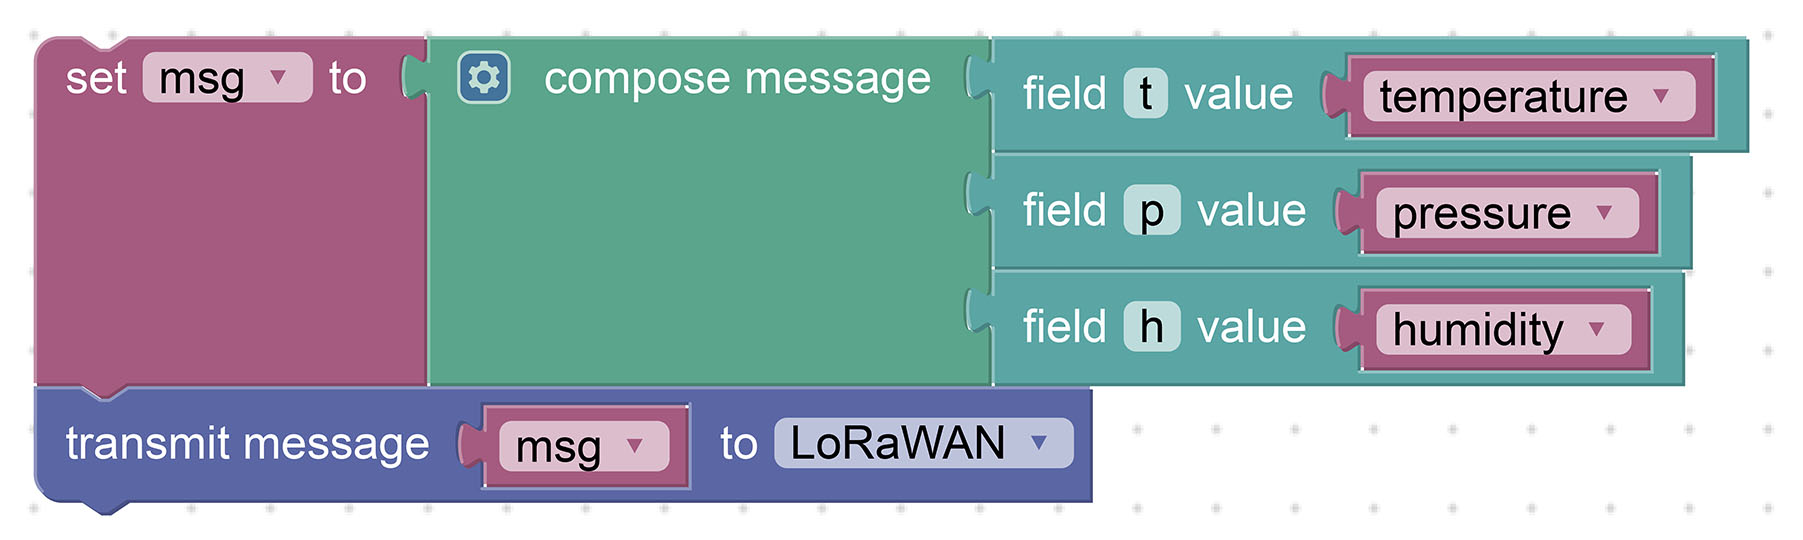 set msg to compose message field t value temperature
field p value pressure
field h value humidity
transmit message msg to LoRaWAN